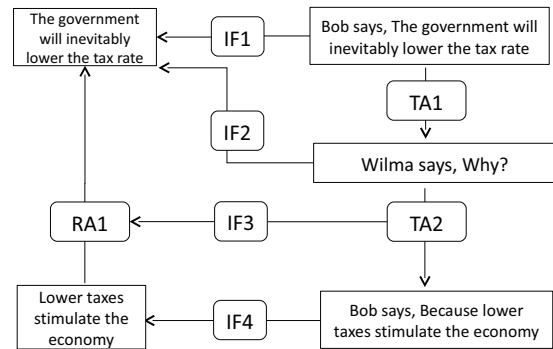 The government
will inevitably
lower the tax rate
IF1
Bob says, The government will
inevitably lower the tax rate
TA1
IF2
Wilma says, Why?
RA1
IF3
TA2
Lower taxes
stimulate the
economy
IF4
Bob says, Because lower
taxes stimulate the economy